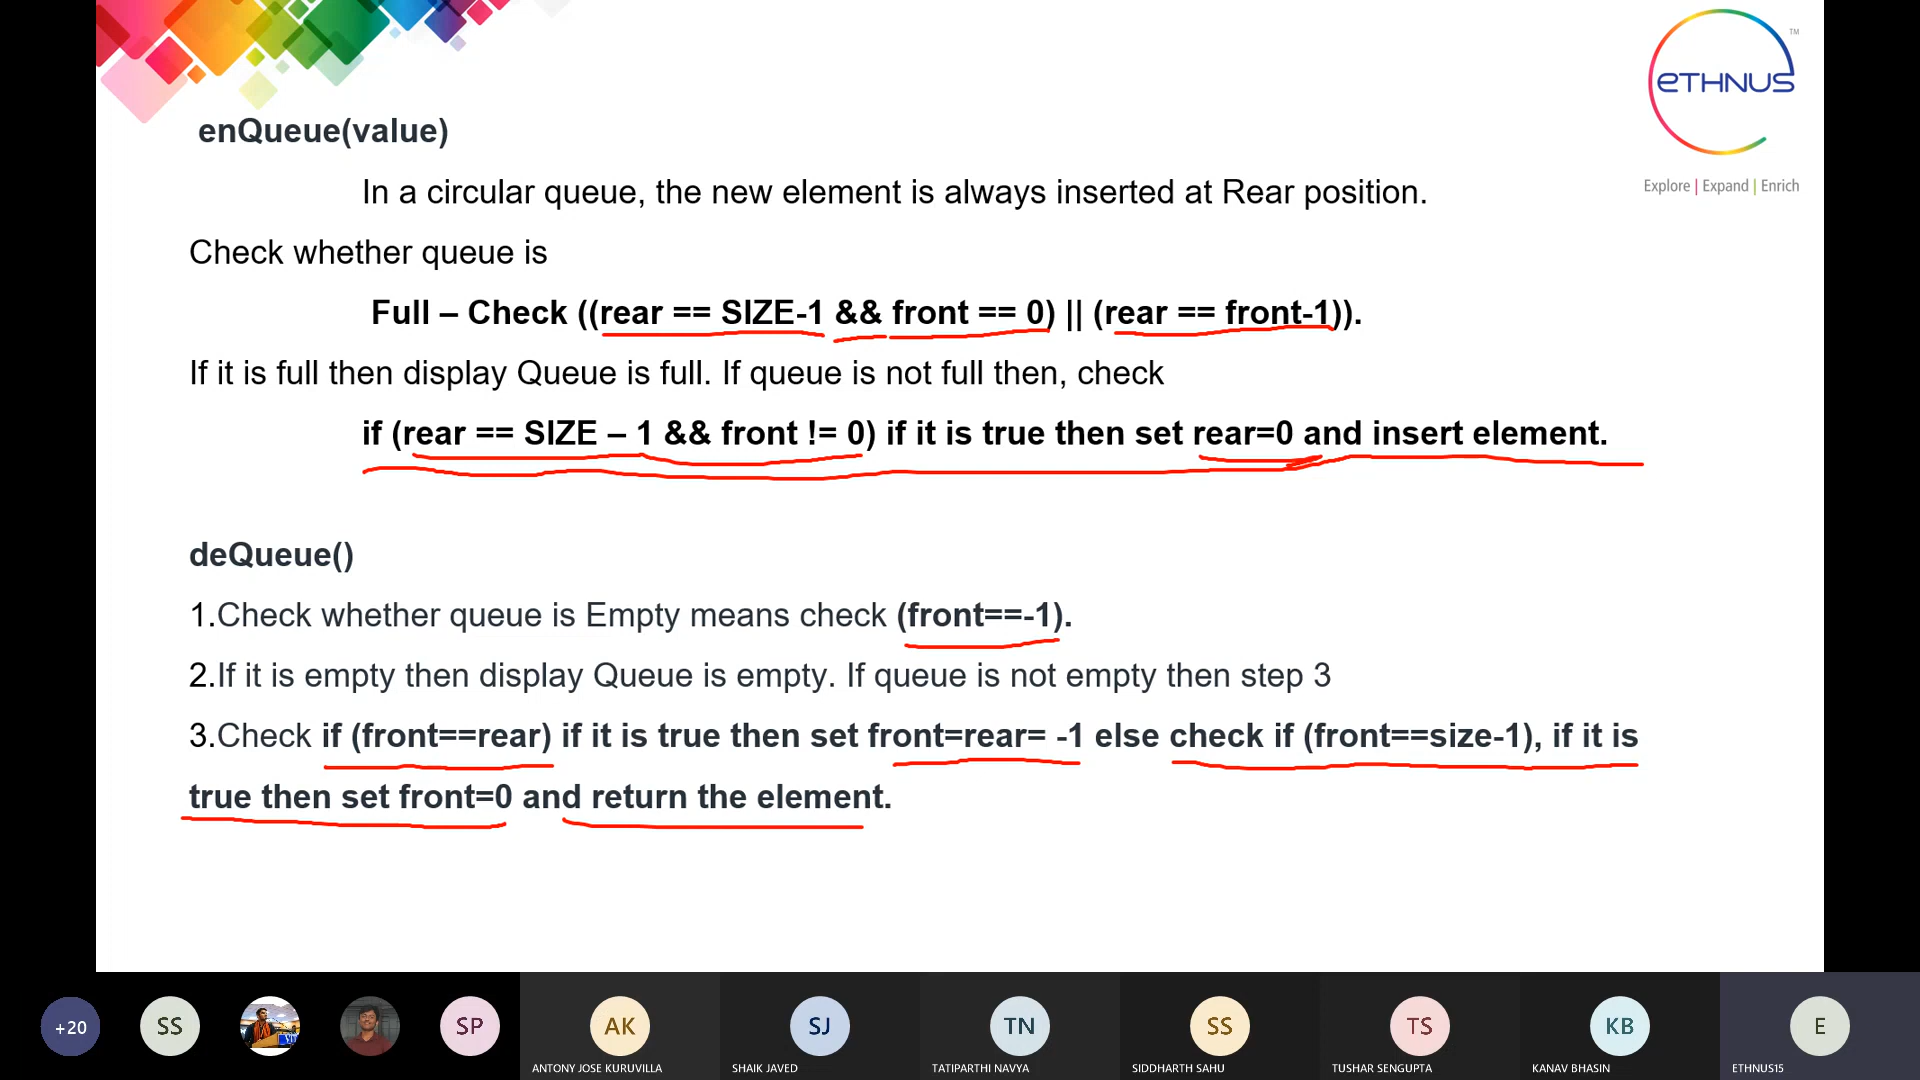 eTHNUS
TM
Explore | Expand | Enrich
enQueue(value)
In a circular queue, the new element is always inserted at Rear position.
Check whether queue is
Full – Check ((rear == SIZE-1 && front == 0) || (rear == front-1)).
If it is full then display Queue is full. If queue is not full then, check
if (rear == SIZE – 1 && front != 0) if it is true then set rear=0 and insert element.
deQueue()
1.Check whether queue is Empty means check (front==-1).
2.If it is empty then display Queue is empty. If queue is not empty then step 3
3.Check if (front==rear) if it is true then set front=rear= -1 else check if (front==size-1), if it is
true then set front=0 and return the element.
+20
SS
SP
AK
SJ
TN
SS
TS
KB
E
ANTONY JOSE KURUVILLA
SHAIK JAVED
TATIPARTHI NAVYA
SIDDHARTH SAHU
TUSHAR SENGUPTA
KANAV BHASIN
ETHNUS15